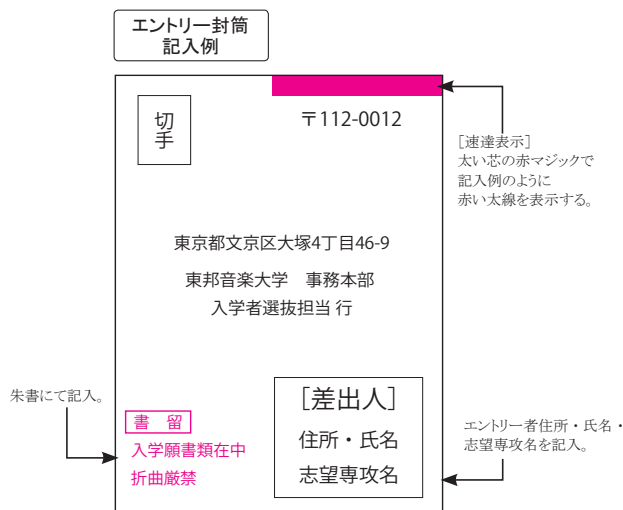 エントリー封筒
記入例
切手
〒112-0012
[速達表示]
太い芯の赤マジックで
記入例のように
赤い太線を表示する。
東京都文京区大塚4丁目46-9
東邦音楽大学　事務本部
入学者選抜担当 行
朱書にて記入。
書　留
入学願書類在中
折曲厳禁
［差出人］
住所・氏名
志望専攻名
エントリー者住所・氏名・
志望専攻名を記入。